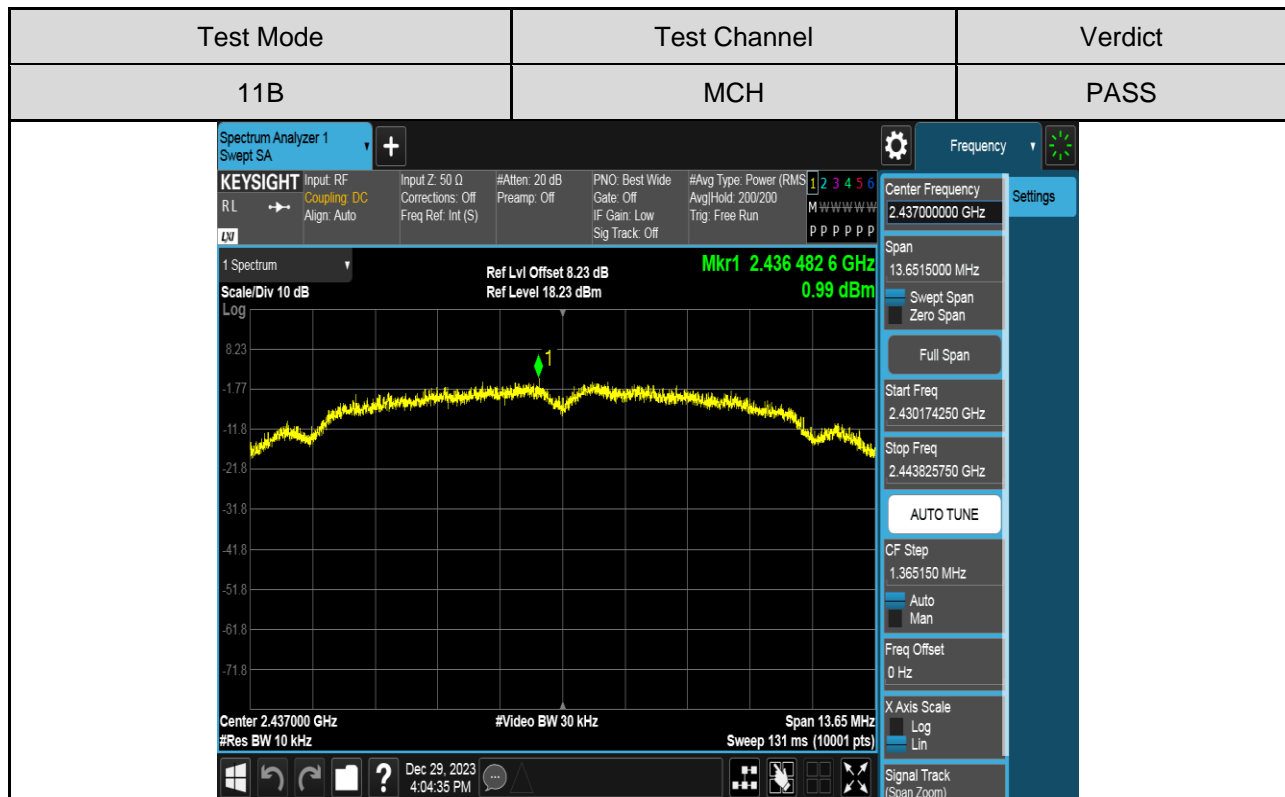 Test Mode Test Channel Verdict
11B MCH PASS
Spectrum Analyzer 1
Swept SA
+
Frequency
KEYSIGHT Input: RF Input Z: 50 Ω #Atten: 20 dB PNO: Best Wide #Avg Type: Power (RMS 1 2 3 4 5 6
R L Coupling: DC Corrections: Off Preamp: Off Gate: Off Avg|Hold: 200/200 M W W W W W
Align: Auto Freq Ref: Int (S) IF Gain: Low Trig: Free Run
LXI Sig Track: Off P P P P P P
1 Spectrum
Ref Lvl Offset 8.23 dB Mkr1 2.436 482 6 GHz
Scale/Div 10 dB Ref Level 18.23 dBm 0.99 dBm
Log
1
8.23
-1.77
-11.8
-21.8
-31.8
-41.8
-51.8
-61.8
-71.8
Center 2.437000 GHz #Video BW 30 kHz Span 13.65 MHz
#Res BW 10 kHz Sweep 131 ms (10001 pts)
Center Frequency
2.437000000 GHz
Settings
Span
13.6515000 MHz
Swept Span
Zero Span
Full Span
Start Freq
2.430174250 GHz
Stop Freq
2.443825750 GHz
AUTO TUNE
CF Step
1.365150 MHz
Auto
Man
Freq Offset
0 Hz
X Axis Scale
Log
Lin
Signal Track
(Span Zoom)
? Dec 29, 2023
4:04:35 PM